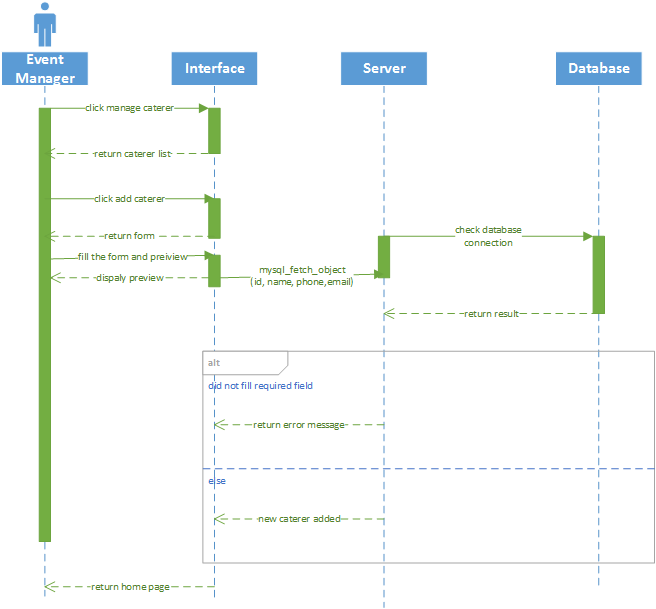 Event
Manager
Interface
Server
Database
click manage caterer
return caterer list
click add caterer
return form
check database
connection
fill the form and preiview
mysql_fetch_object
(id, name, phone,email)
dispaly preview
return result
alt
did not fill required field
return error message
else
new caterer added
return home page